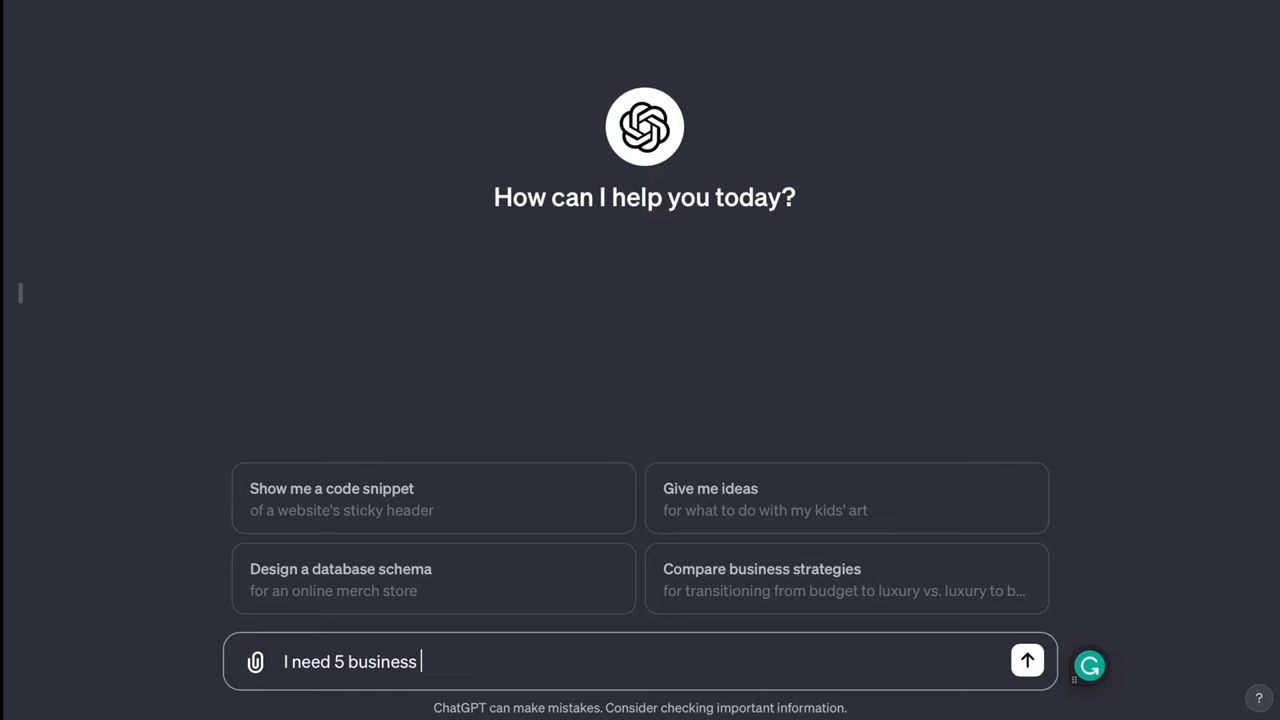 How can I help you today?
Show me a code snippet
of a website's sticky header
Give me ideas
for what to do with my kids' art
Design a database schema
for an online merch store
Compare business strategies
for transitioning from budget to luxury vs. luxury to b...
I need 5 business
ChatGPT can make mistakes. Consider checking important information.
?